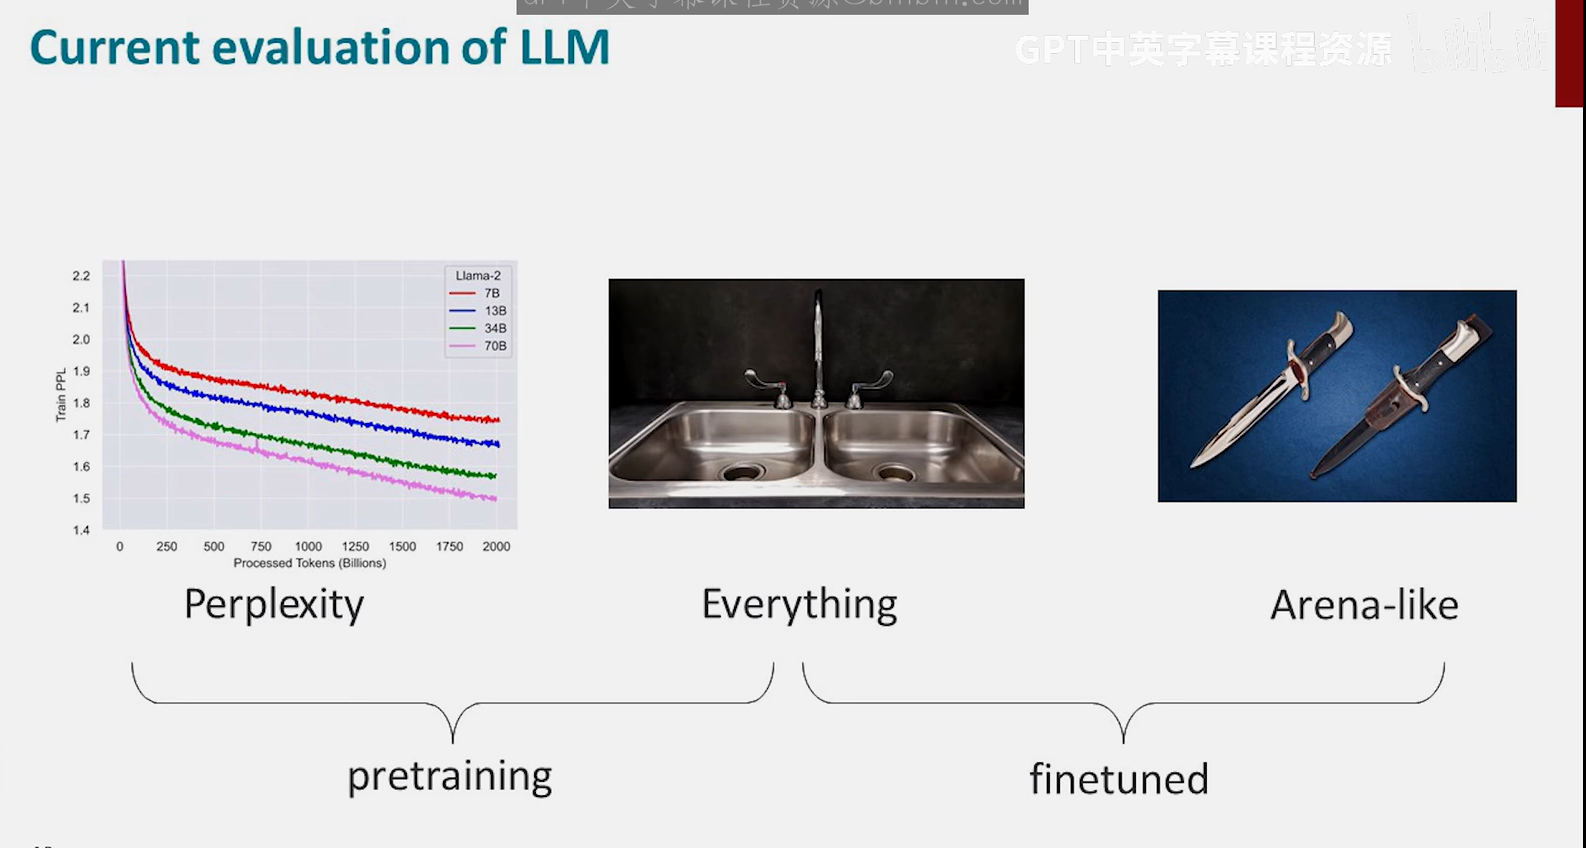 Current evaluation of LLM
GPT中英字幕课程资源
bilibili
Llama-2
7B
13B
34B
70B
2.2
2.1
2.0
1.9
1.8
1.7
1.6
1.5
1.4
Train PPL
0 250 500 750 1000 1250 1500 1750 2000
Processed Tokens (Billions)
Perplexity
Everything
Arena-like
pretraining
finetuned